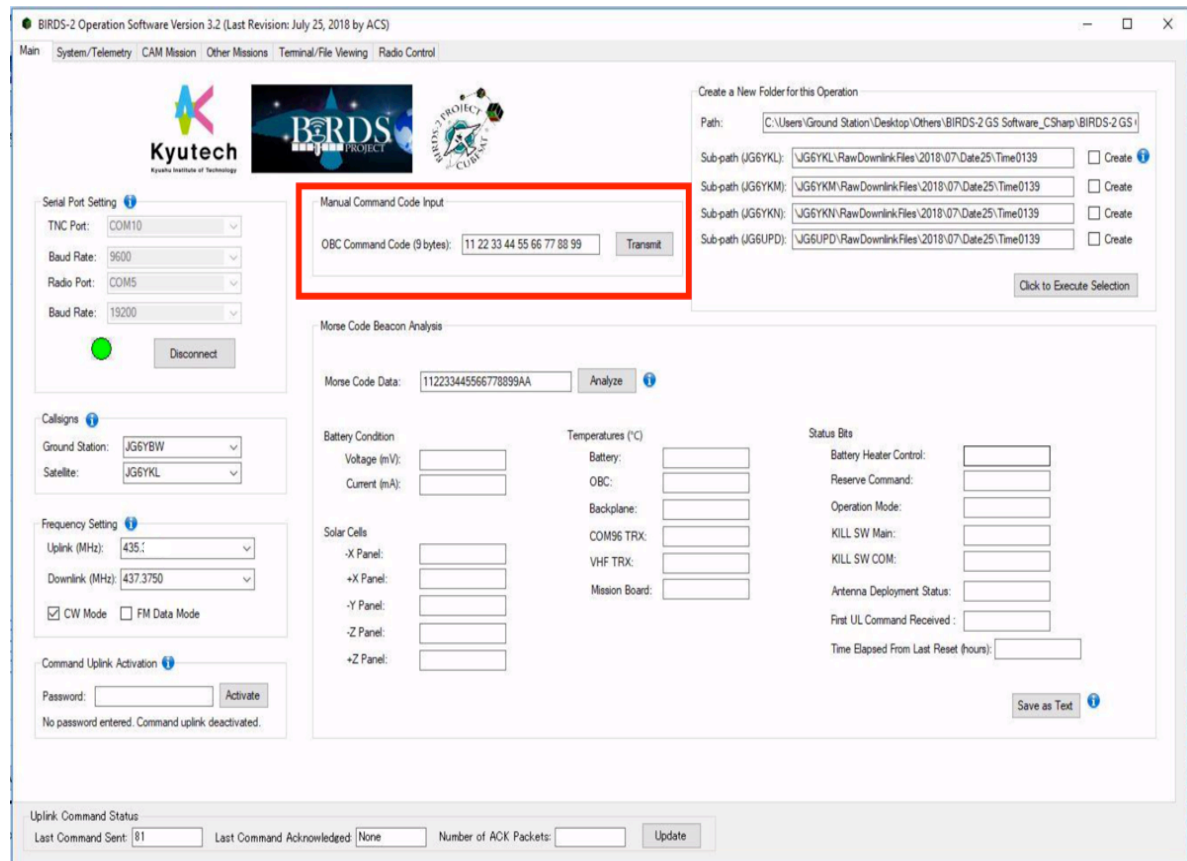 BIRDS-2 Operation Software Version 3.2 (Last Revision: July 25, 2018 by ACS)
Main System/Telemetry CAM Mission Other Missions Terminal/File Viewing Radio Control
Kyutech
Kyushu Institute of Technology
BIRDS
PROJECT
BIRDS-2 PROJECT
CUBESAT
Create a New Folder for this Operation
Path: C:\Users\Ground Station\Desktop\Others\BIRDS-2 GS Software_CSharp\BIRDS-2 GS
Sub-path (JG6YKL): \JG6YKL\RawDownlinkFiles\2018\07\Date25\Time0139 Create
Sub-path (JG6YKM): \JG6YKM\RawDownlinkFiles\2018\07\Date25\Time0139 Create
Sub-path (JG6YKN): \JG6YKN\RawDownlinkFiles\2018\07\Date25\Time0139 Create
Sub-path (JG6UPD): \JG6UPD\RawDownlinkFiles\2018\07\Date25\Time0139 Create
Click to Execute Selection
Serial Port Setting
TNC Port: COM10
Baud Rate: 9600
Radio Port: COM5
Baud Rate: 19200
Disconnect
Manual Command Code Input
OBC Command Code (9 bytes): 11 22 33 44 55 66 77 88 99 Transmit
Callsigns
Ground Station: JG6YBW
Satellite: JG6YKL
Frequency Setting
Uplink (MHz): 435.
Downlink (MHz): 437.3750
CW Mode FM Data Mode
Command Uplink Activation
Password: Activate
No password entered. Command uplink deactivated.
Morse Code Beacon Analysis
Morse Code Data: 112233445566778899AA Analyze
Battery Condition
Voltage (mV):
Current (mA):
Solar Cells
-X Panel:
+X Panel:
-Y Panel:
-Z Panel:
+Z Panel:
Temperatures (°C)
Battery:
OBC:
Backplane:
COM96 TRX:
VHF TRX:
Mission Board:
Status Bits
Battery Heater Control:
Reserve Command:
Operation Mode:
KILL SW Main:
KILL SW COM:
Antenna Deployment Status:
First UL Command Received :
Time Elapsed From Last Reset (hours):
Save as Text
Uplink Command Status
Last Command Sent: 81 Last Command Acknowledged: None Number of ACK Packets: Update